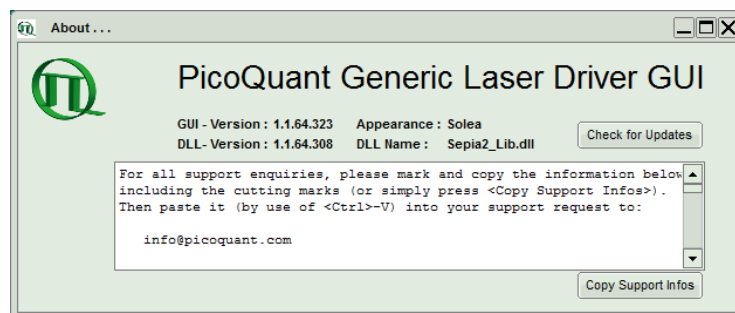 About . . .
PicoQuant Generic Laser Driver GUI
GUI - Version : 1.1.64.323 Appearance : Solea
DLL- Version : 1.1.64.308 DLL Name : Sepia2_Lib.dll
Check for Updates
For all support enquiries, please mark and copy the information below
including the cutting marks (or simply press <Copy Support Infos>).
Then paste it (by use of <Ctrl>-V) into your support request to:
info@picoquant.com
Copy Support Infos